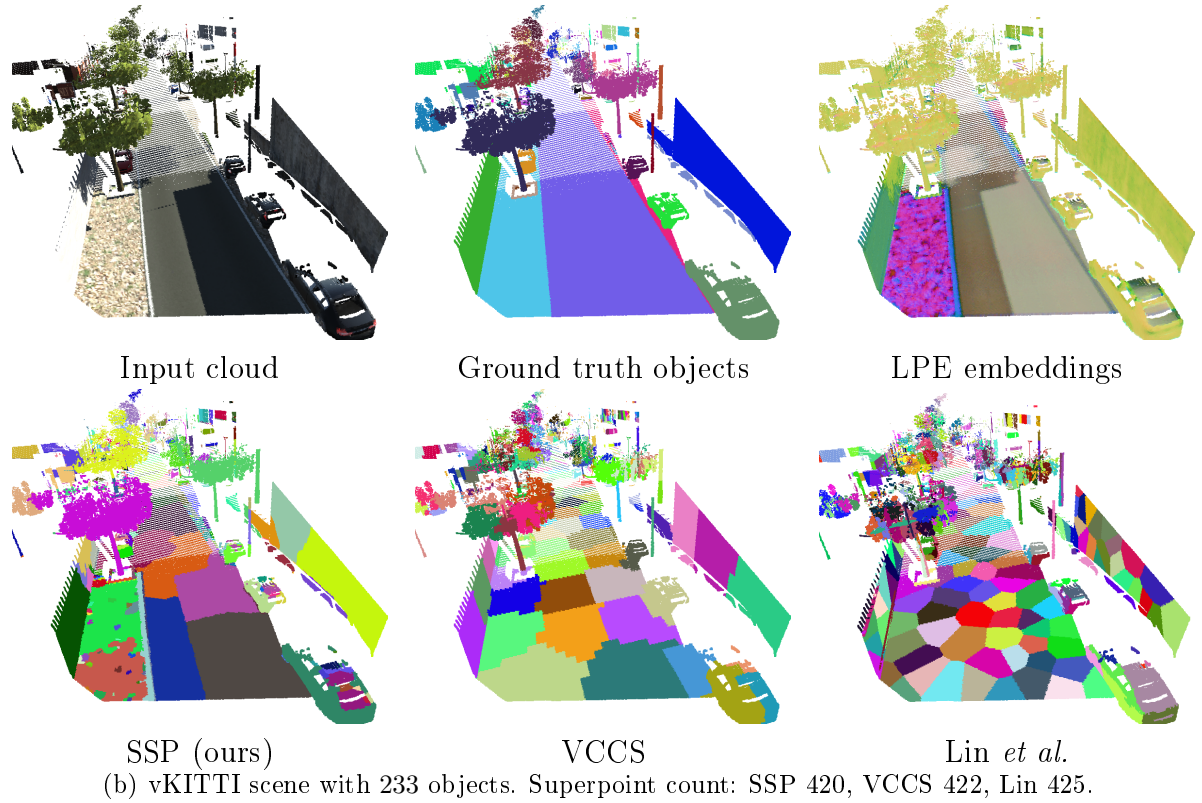 Input cloud
Ground truth objects
LPE embeddings
SSP (ours)
VCCS
Lin et al.
(b) vKITTI scene with 233 objects. Superpoint count: SSP 420, VCCS 422, Lin 425.